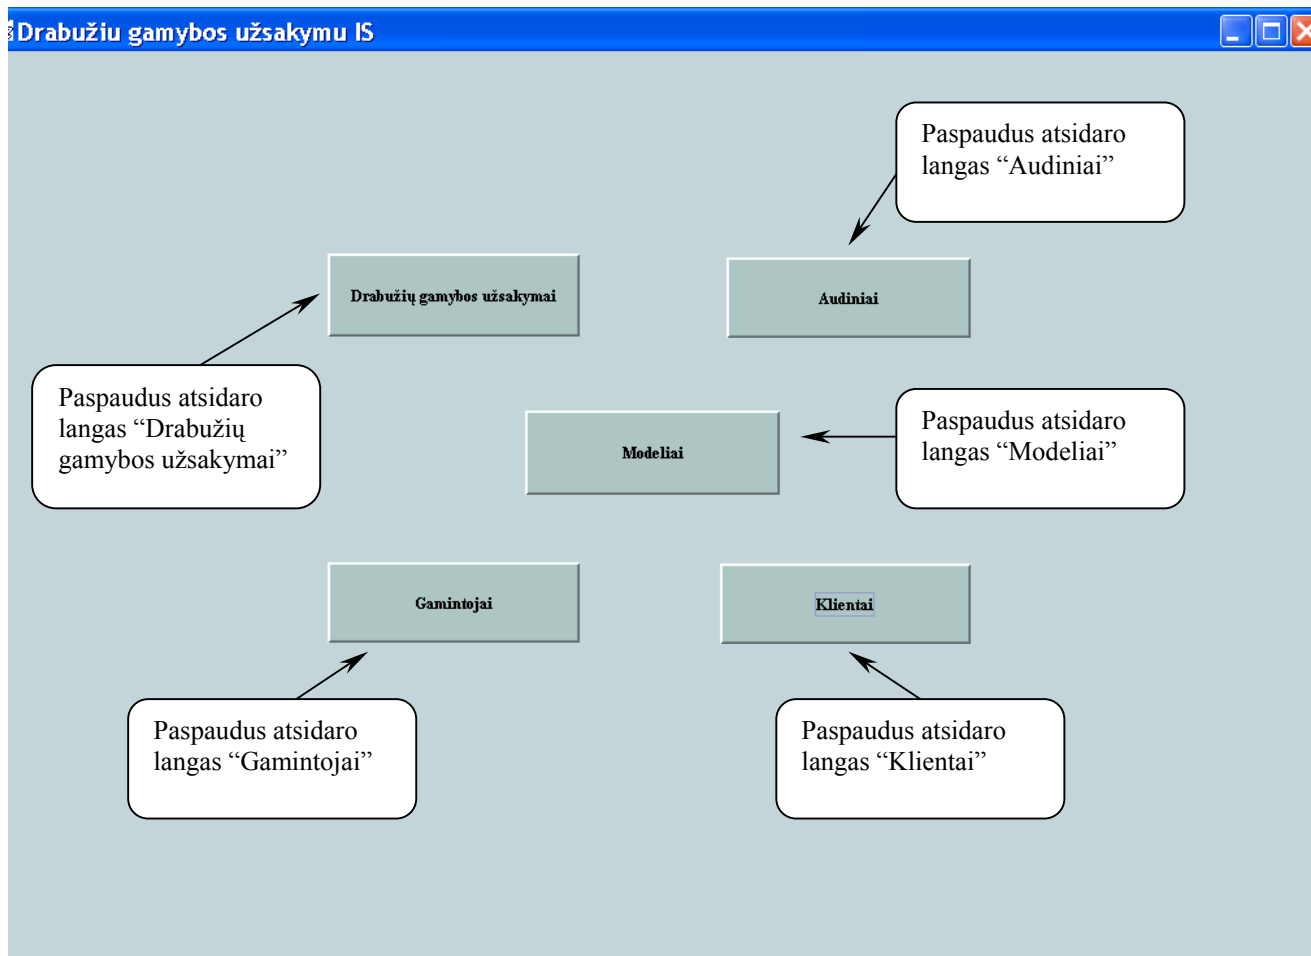 Drabužiu gamybos užsakymu IS
Paspaudus atsidaro
langas “Audiniai”
Drabužių gamybos užsakymai
Audiniai
Paspaudus atsidaro
langas “Drabužių
gamybos užsakymai”
Modeliai
Paspaudus atsidaro
langas “Modeliai”
Gamintojai
Klientai
Paspaudus atsidaro
langas “Gamintojai”
Paspaudus atsidaro
langas “Klientai”